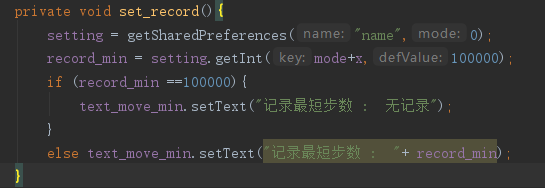 private void set_record(){
setting = getSharedPreferences( name: "name", mode: 0);
record_min = setting.getInt( key: mode+x, defValue: 100000);
if (record_min ==100000){
text_move_min.setText("记录最短步数 :  无记录");
}
else text_move_min.setText("记录最短步数 :  "+ record_min);
}